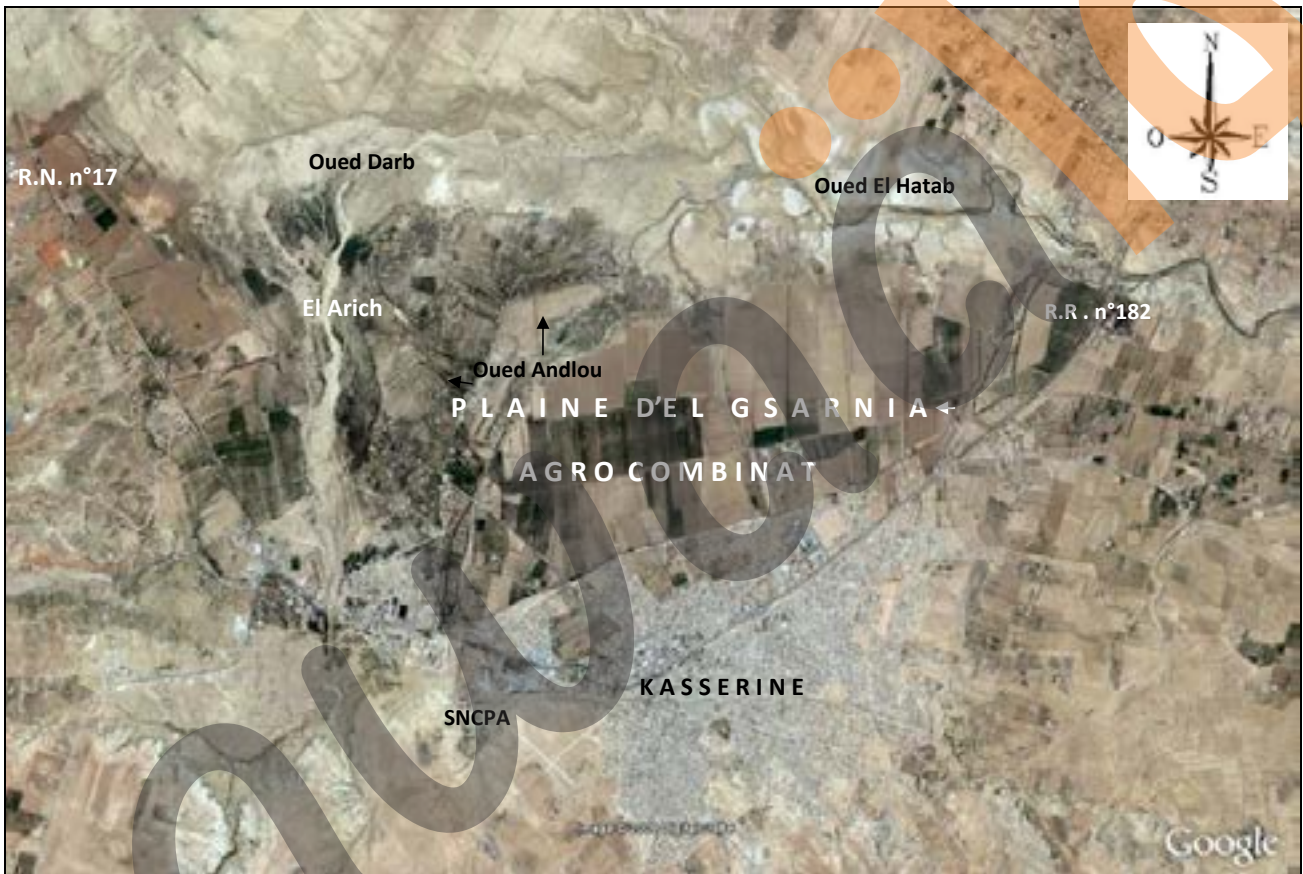 N
O E
S
Oued Darb
R.N. n°17
Oued El Hatab
El Arich
R.R . n°182
Oued Andlou
PLAINE D'EL GSARNIA
AGRO COMBINAT
KASSERINE
SNCPA
Google